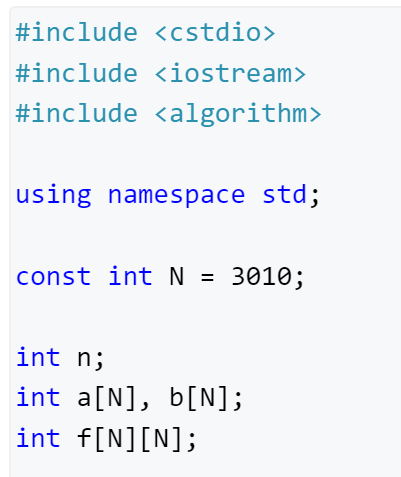 #include <cstdio>
#include <iostream>
#include <algorithm>
using namespace std;
const int N = 3010;
int n;
int a[N], b[N];
int f[N][N];